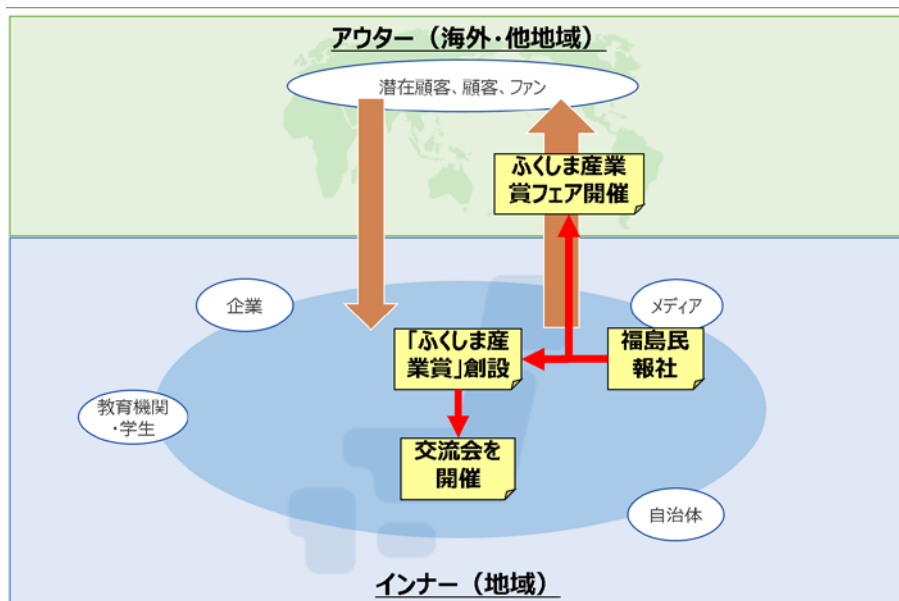 アウター（海外・他地域）
潜在顧客、顧客、ファン
ふくしま産業
賞フェア開催
企業
メディア
「ふくしま産
業賞」創設
福島民
報社
教育機関
・学生
交流会を
開催
自治体
インナー（地域）